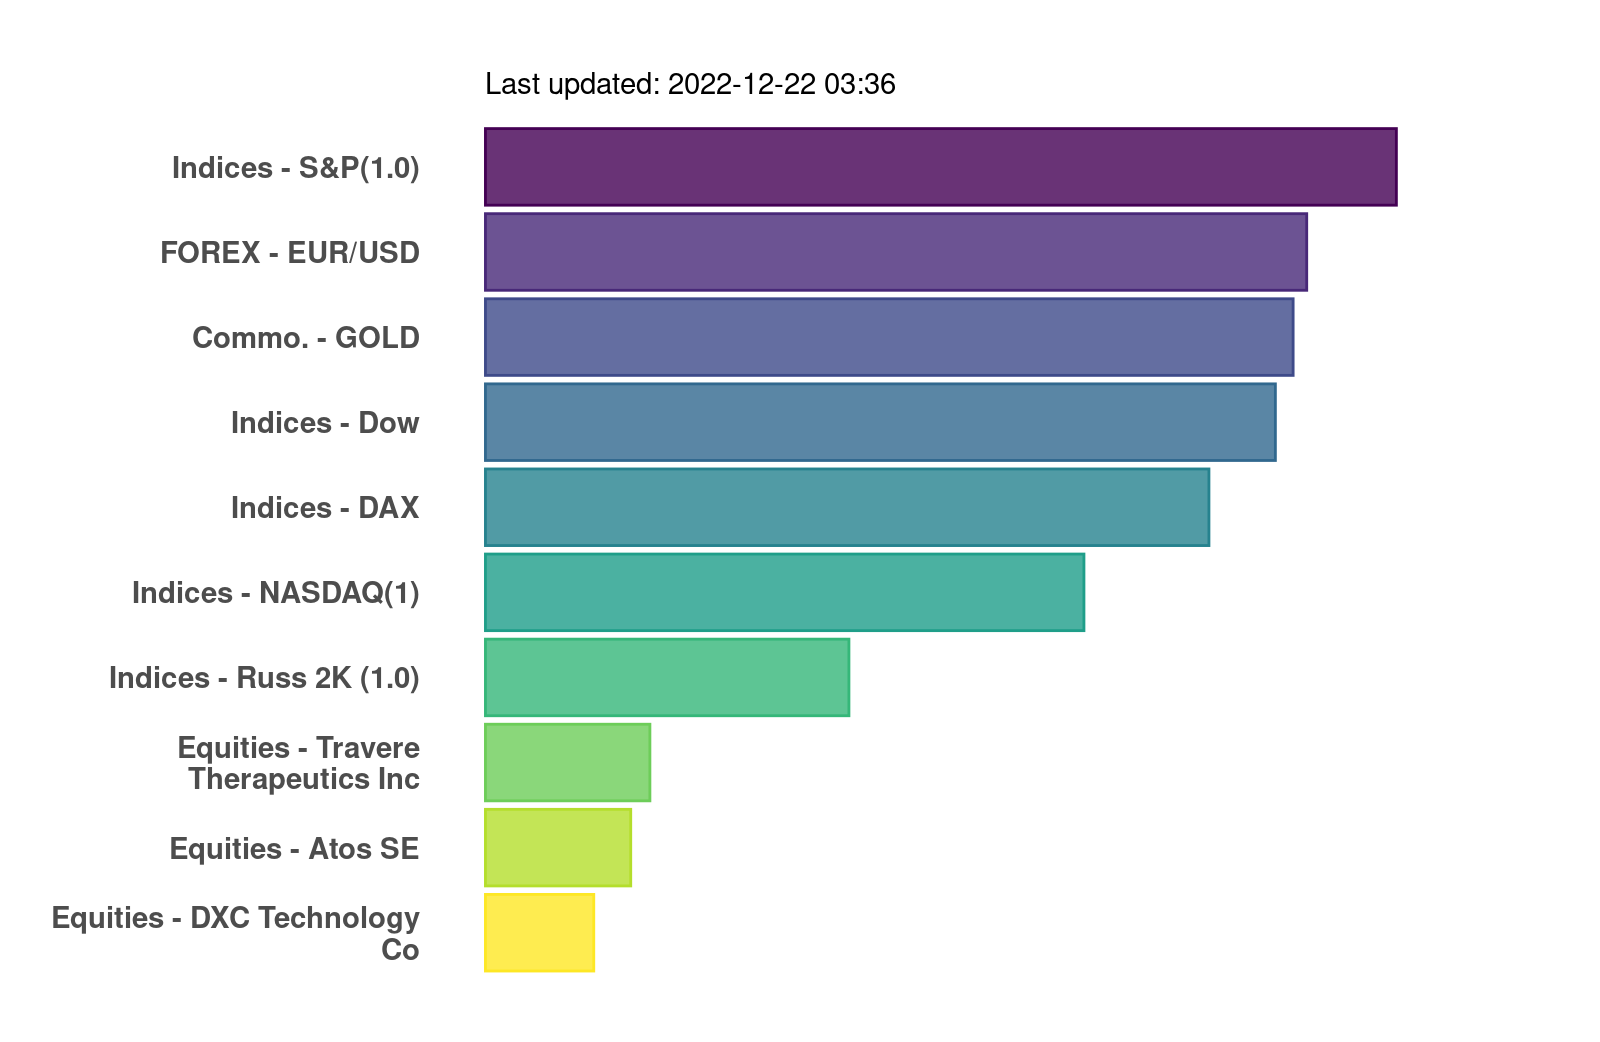 Last updated: 2022-12-22 03:36
Indices - S&P(1.0)
FOREX - EUR/USD
Commo. - GOLD
Indices - Dow
Indices - DAX
Indices - NASDAQ(1)
Indices - Russ 2K (1.0)
Equities - Travere
Therapeutics Inc
Equities - Atos SE
Equities - DXC Technology
Co